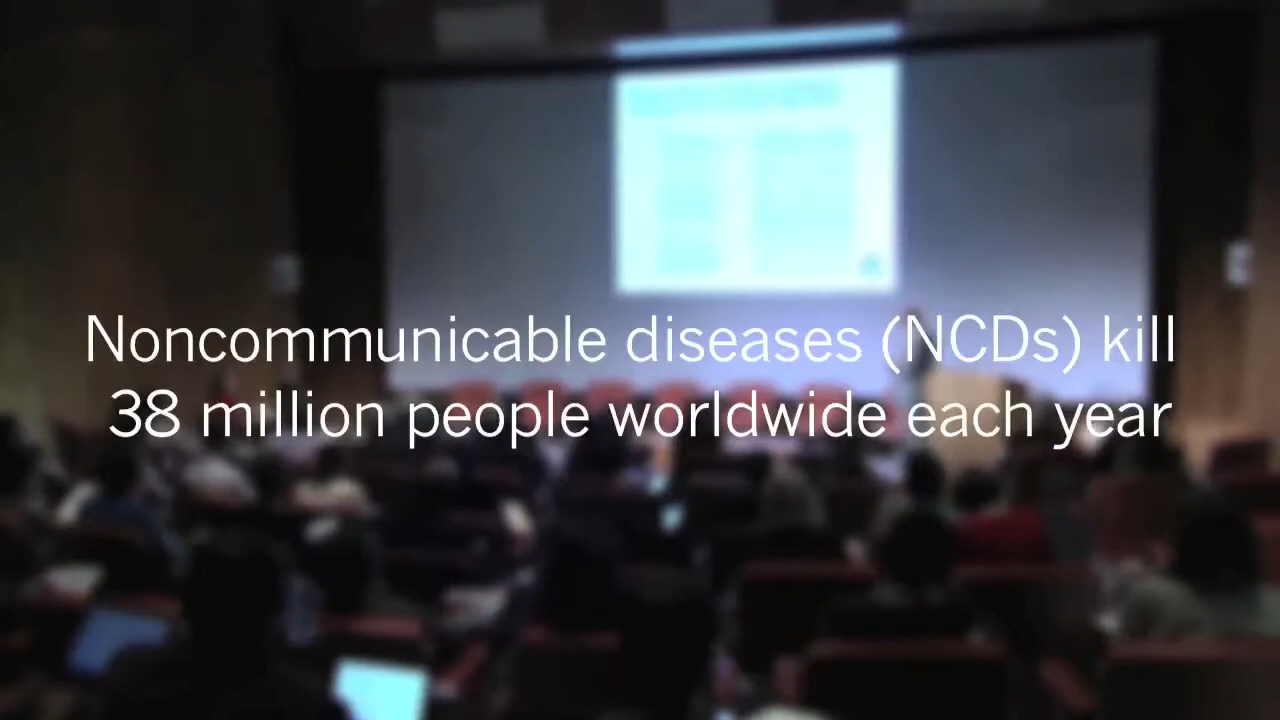 Noncommunicable diseases (NCDs) kill
38 million people worldwide each year